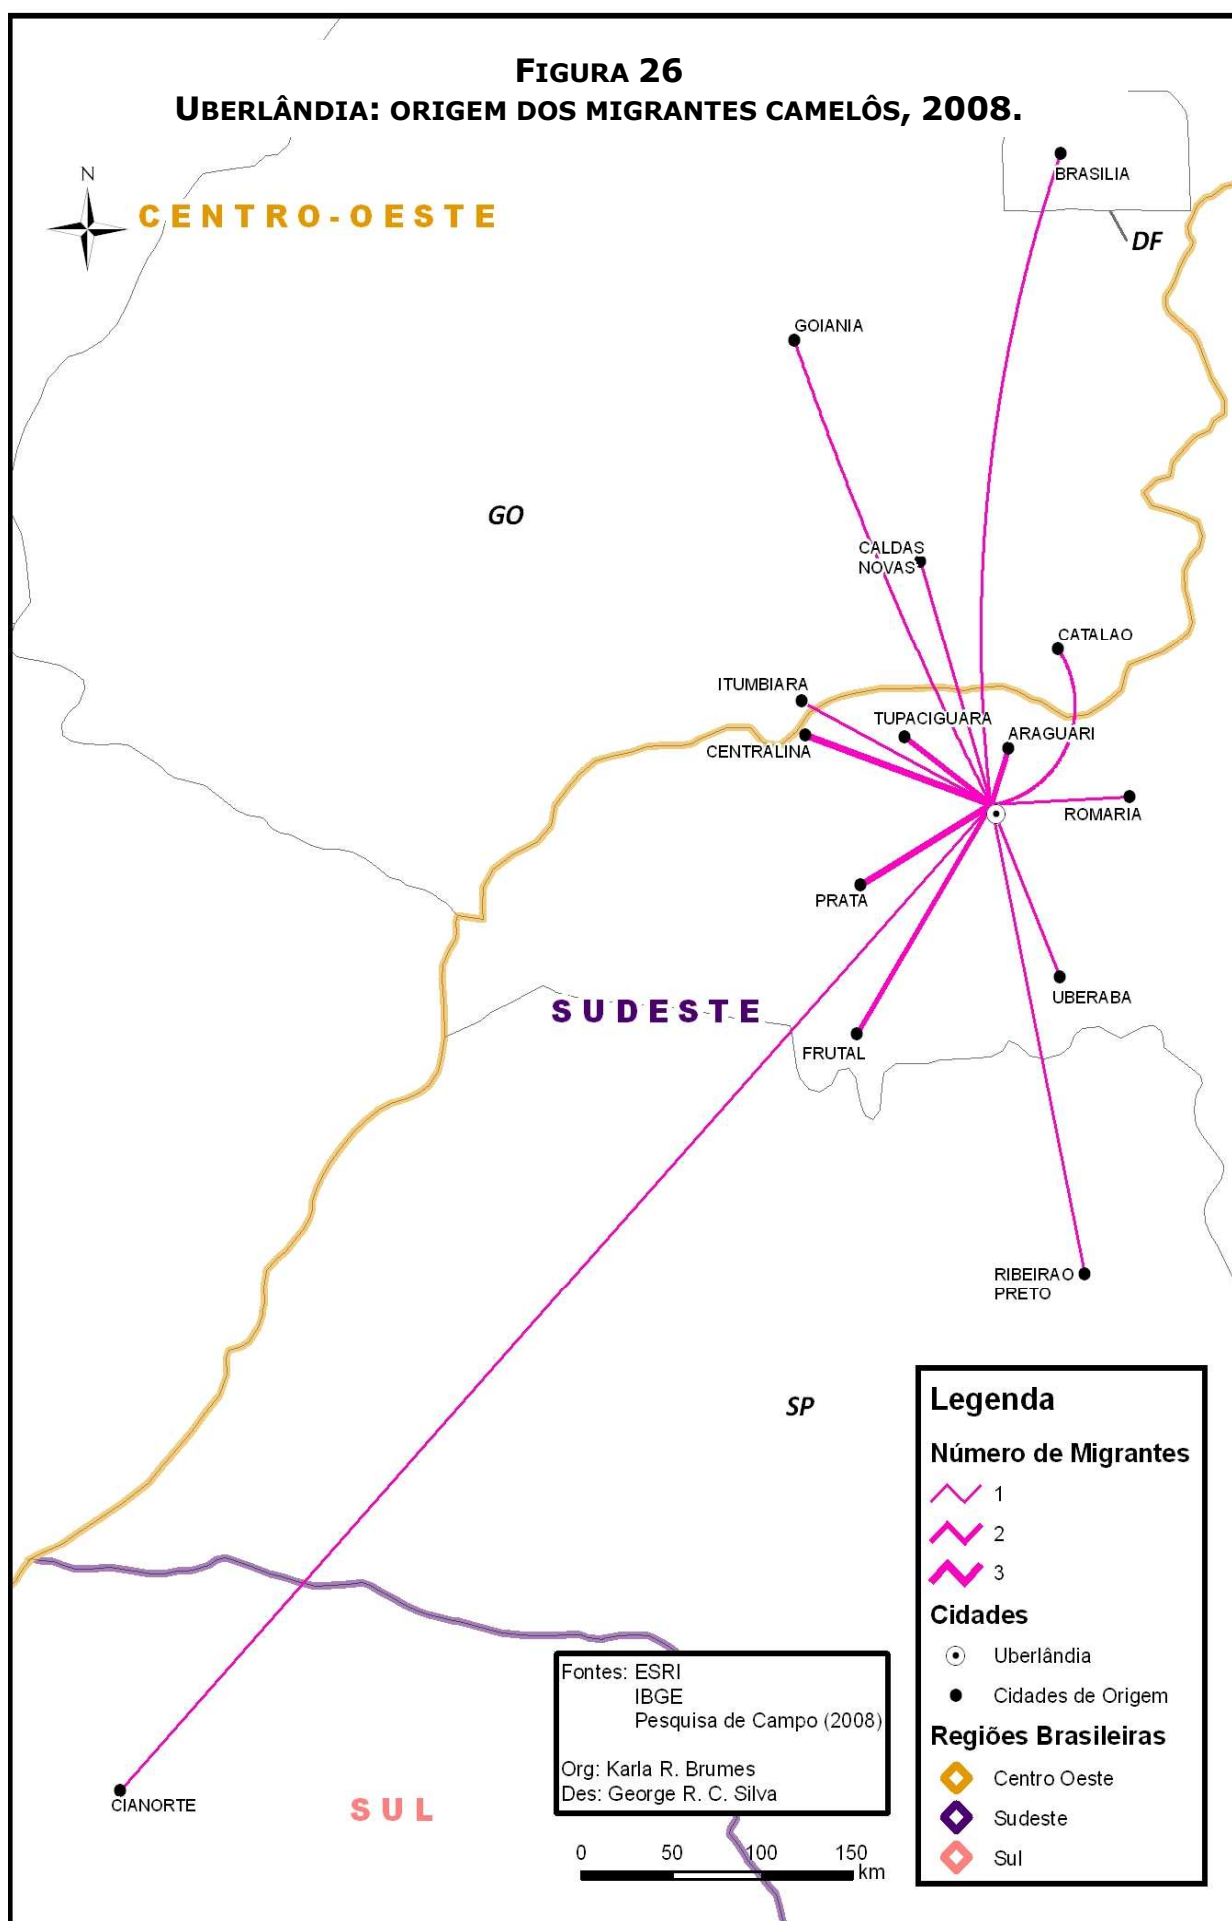 FIGURA 26
UBERLÂNDIA: ORIGEM DOS MIGRANTES CAMELÔS, 2008.
N
CENTRO-OESTE
BRASILIA
DF
GOIANIA
GO
CALDAS
NOVAS
CATALAO
ITUMBIARA
TUPACIGUARA
ARAGUARI
CENTRALINA
ROMARIA
PRATA
UBERABA
SUDESTE
FRUTAL
RIBEIRAO
PRETO
SP
CIANORTE
SUL
Fontes: ESRI
IBGE
Pesquisa de Campo (2008)
Org: Karla R. Brumes
Des: George R. C. Silva
0 50 100 150
km
Legenda
Número de Migrantes
1
2
3
Cidades
Uberlândia
Cidades de Origem
Regiões Brasileiras
Centro Oeste
Sudeste
Sul